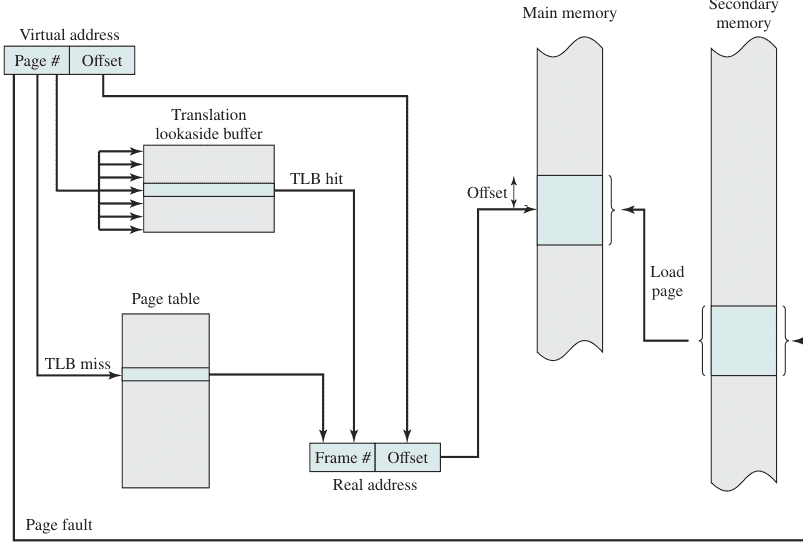 Main memory
Secondary
memory
Virtual address
Page #
Offset
Translation
lookaside buffer
TLB hit
Offset
Load
page
Page table
TLB miss
Frame #
Offset
Real address
Page fault